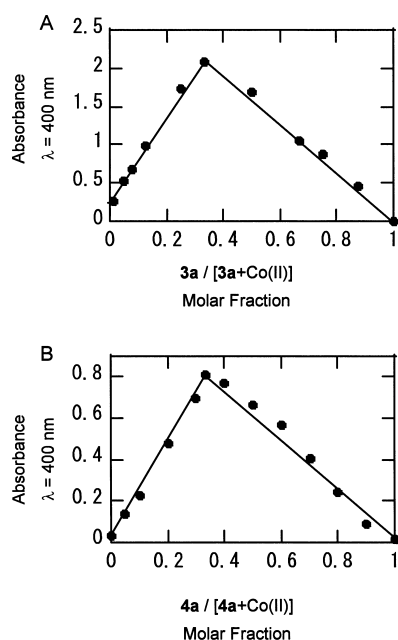 A
2.5
2
1.5
1
0.5
0
Absorbance
λ = 400 nm
0 0.2 0.4 0.6 0.8 1
3a / [3a+Co(II)]
Molar Fraction
B
0.8
0.6
0.4
0.2
0
Absorbance
λ = 400 nm
0 0.2 0.4 0.6 0.8 1
4a / [4a+Co(II)]
Molar Fraction